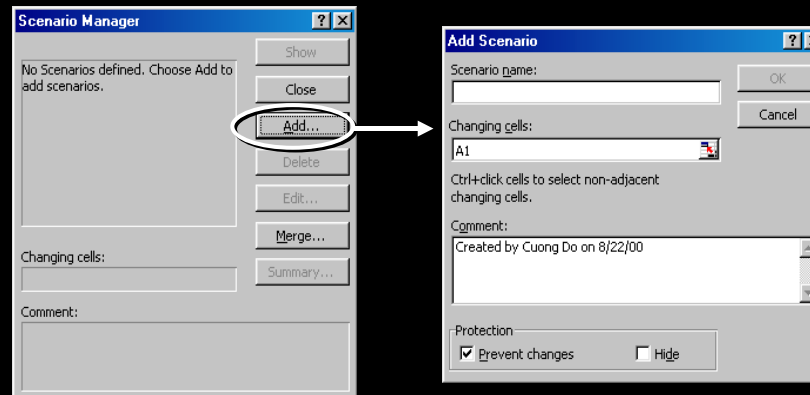 Scenario Manager
No Scenarios defined. Choose Add to
add scenarios.
Show
Close
Add...
Delete
Edit...
Merge...
Summary...
Changing cells:
Comment:
Add Scenario
Scenario name:
OK
Cancel
Changing cells:
A1
Ctrl+click cells to select non-adjacent
changing cells.
Comment:
Created by Cuong Do on 8/22/00
Protection
Prevent changes
Hide